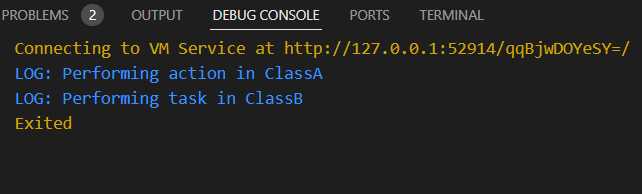 PROBLEMS 2 OUTPUT DEBUG CONSOLE PORTS TERMINAL
Connecting to VM Service at http://127.0.0.1:52914/qqBjwDOYeSY=/
LOG: Performing action in ClassA
LOG: Performing task in ClassB
Exited